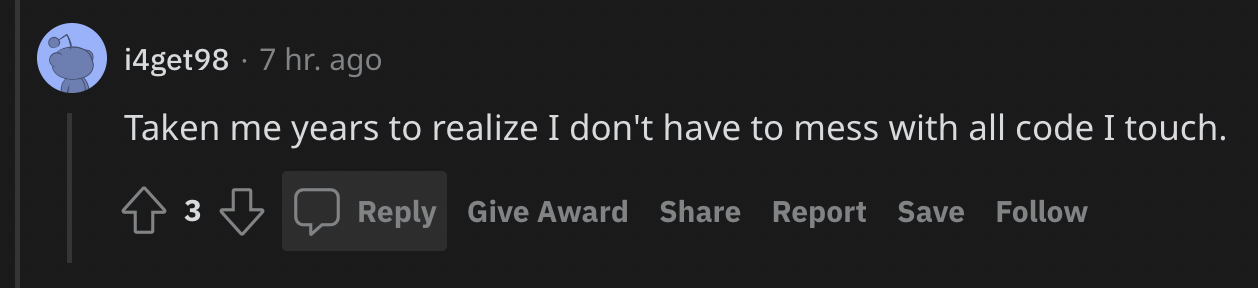 i4get98 · 7 hr. ago
Taken me years to realize I don't have to mess with all code I touch.
3 Reply Give Award Share Report Save Follow